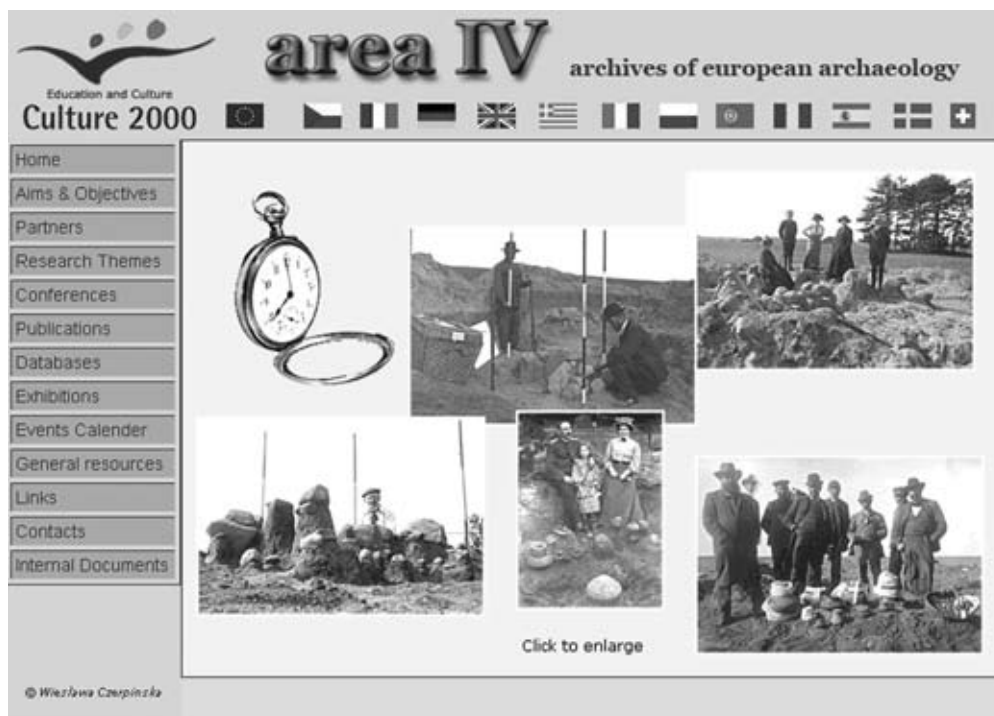 area IV
archives of european archaeology
Education and Culture
Culture 2000
Home
Aims & Objectives
Partners
Research Themes
Conferences
Publications
Databases
Exhibitions
Events Calender
General resources
Links
Contacts
Internal Documents
Click to enlarge
© Wiesława Czerpińska